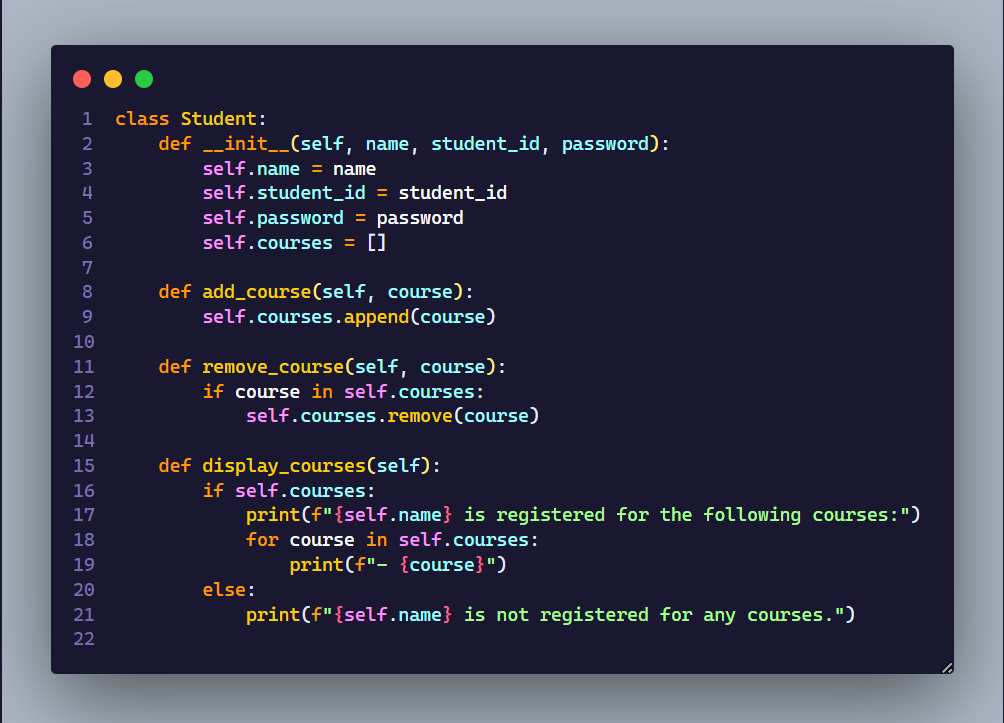 1 class Student:
2     def __init__(self, name, student_id, password):
3         self.name = name
4         self.student_id = student_id
5         self.password = password
6         self.courses = []
7
8     def add_course(self, course):
9         self.courses.append(course)
10
11     def remove_course(self, course):
12         if course in self.courses:
13             self.courses.remove(course)
14
15     def display_courses(self):
16         if self.courses:
17             print(f"{self.name} is registered for the following courses:")
18             for course in self.courses:
19                 print(f"- {course}")
20         else:
21             print(f"{self.name} is not registered for any courses.")
22